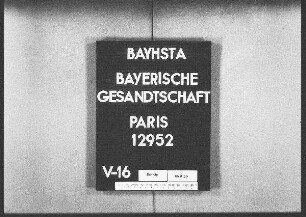 BAYHSTA
BAYERISCHE
GESANDTSCHAFT
PARIS
12952
V-16